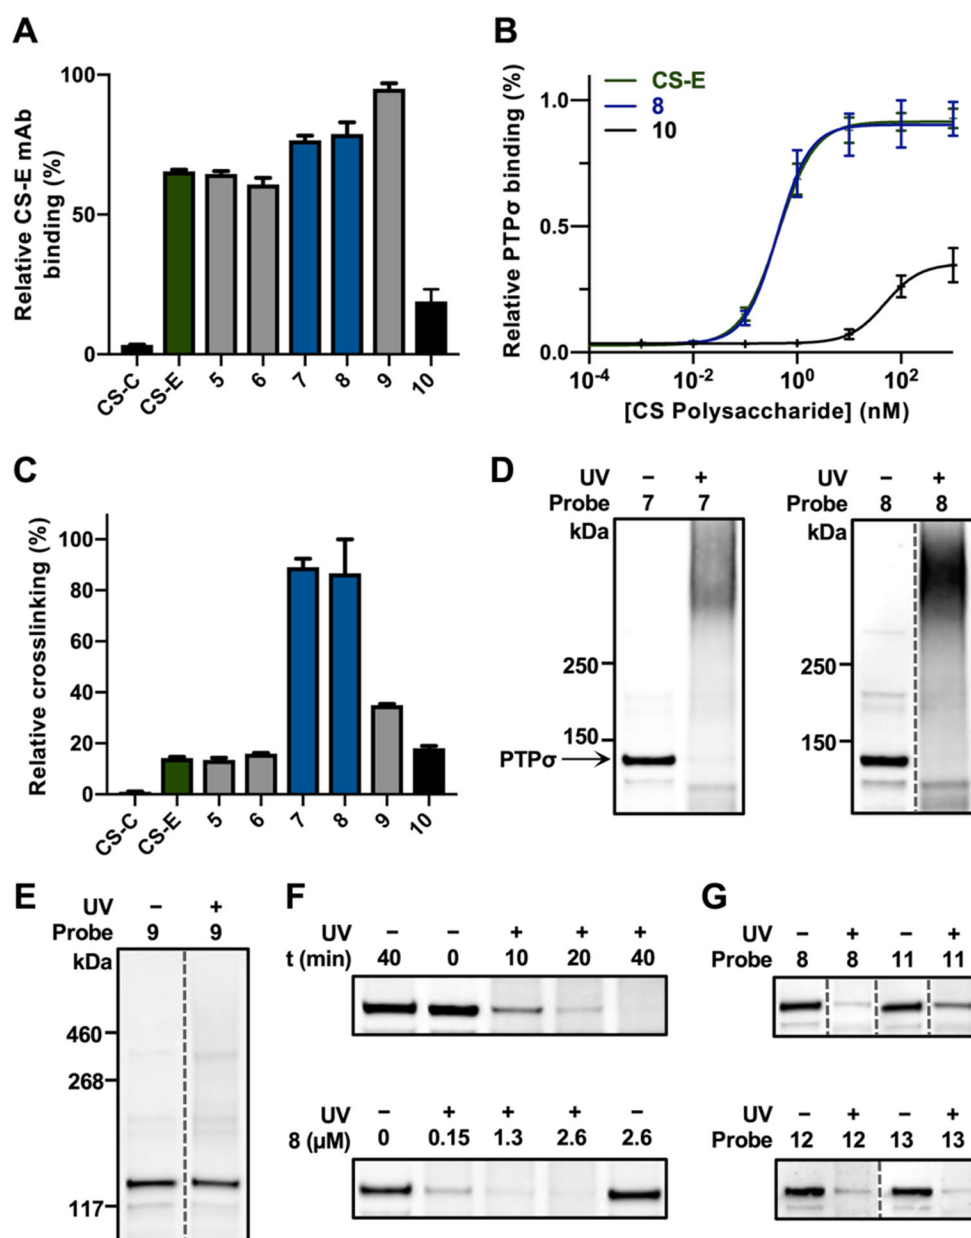 A
Relative CS-E mAb
binding (%)
100
50
0
CS-C CS-E 5 6 7 8 9 10
B
Relative PTPσ binding (%)
1.0
0.5
0.0
CS-E
8
10
10-4 10-2 100 102
[CS Polysaccharide] (nM)
C
Relative crosslinking (%)
100
80
60
40
20
0
CS-C CS-E 5 6 7 8 9 10
D
UV – +
Probe 7 7
kDa
250
150
PTPσ
UV – +
Probe 8 8
kDa
250
150
E
UV – +
Probe 9 9
kDa
460
268
117
F
UV – – + + +
t (min) 40 0 10 20 40
UV – + + + –
8 (μM) 0 0.15 1.3 2.6 2.6
G
UV – + – +
Probe 8 8 11 11
UV – + – +
Probe 12 12 13 13